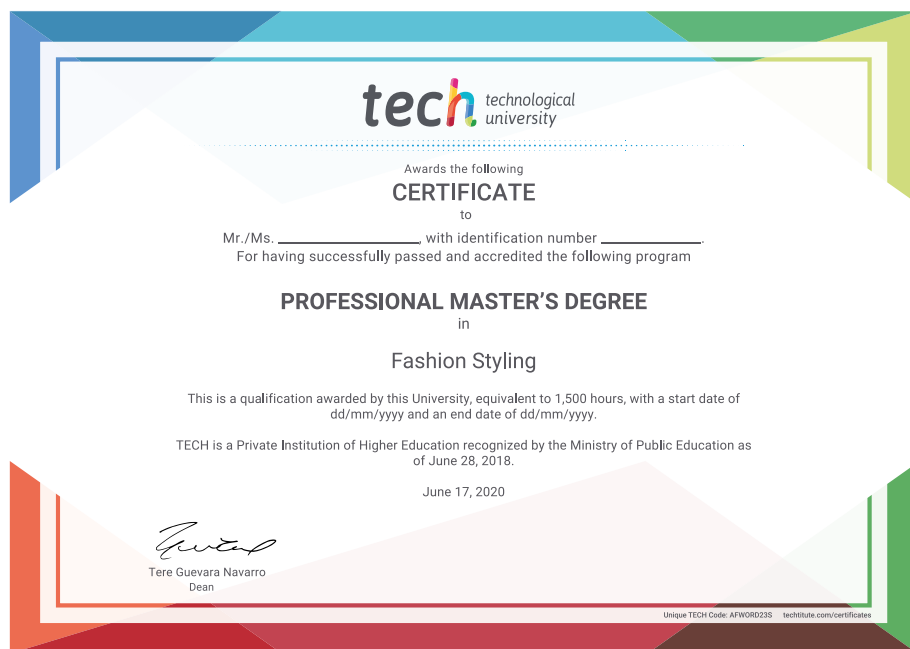 tech technological
university
Awards the following
CERTIFICATE
to
Mr./Ms. ____________________, with identification number ______________.
For having successfully passed and accredited the following program
PROFESSIONAL MASTER'S DEGREE
in
Fashion Styling
This is a qualification awarded by this University, equivalent to 1,500 hours, with a start date of
dd/mm/yyyy and an end date of dd/mm/yyyy.
TECH is a Private Institution of Higher Education recognized by the Ministry of Public Education as
of June 28, 2018.
June 17, 2020
Tere Guevara Navarro
Dean
Unique TECH Code: AFWORD23S techtitute.com/certificates